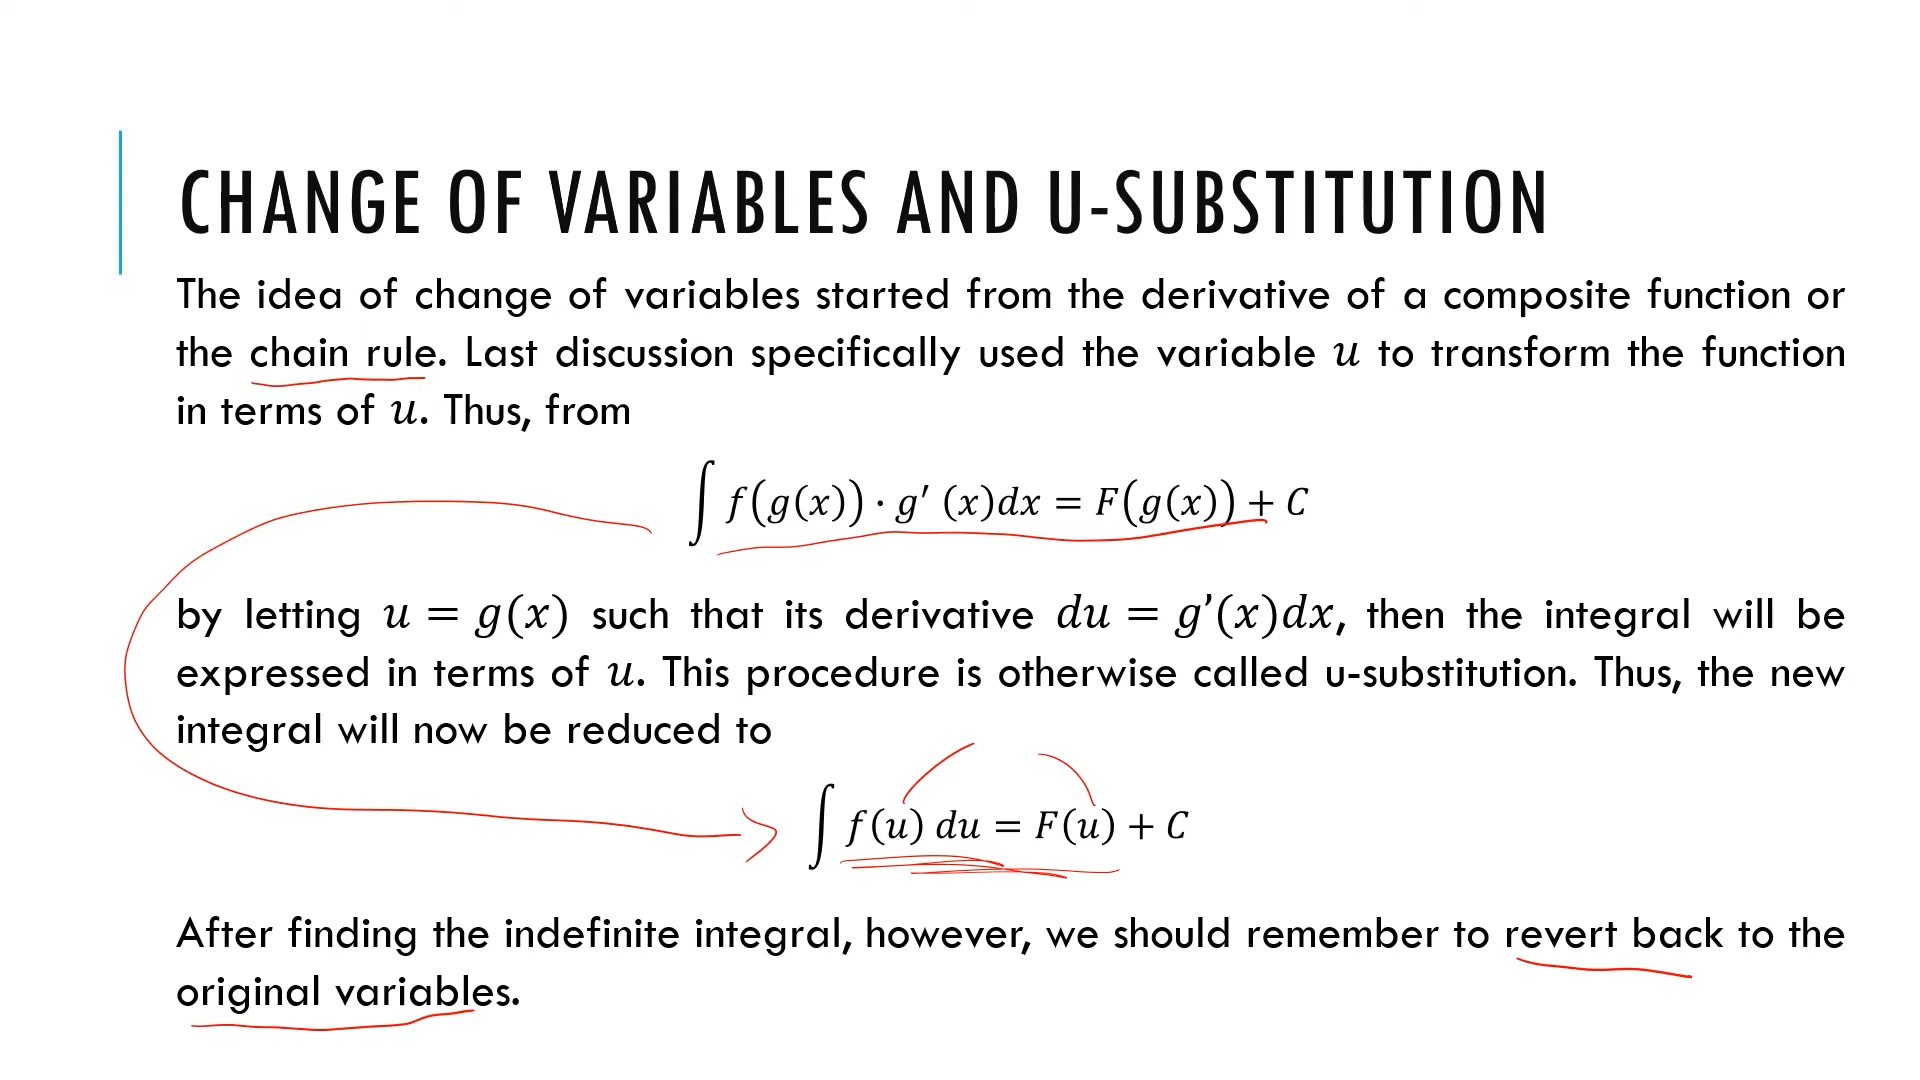 CHANGE OF VARIABLES AND U-SUBSTITUTION
The idea of change of variables started from the derivative of a composite function or
the chain rule. Last discussion specifically used the variable u to transform the function
in terms of u. Thus, from
∫ f(g(x)) · g′ (x)dx = F(g(x)) + C
by letting u = g(x) such that its derivative du = g’(x)dx, then the integral will be
expressed in terms of u. This procedure is otherwise called u-substitution. Thus, the new
integral will now be reduced to
∫ f(u) du = F(u) + C
After finding the indefinite integral, however, we should remember to revert back to the
original variables.